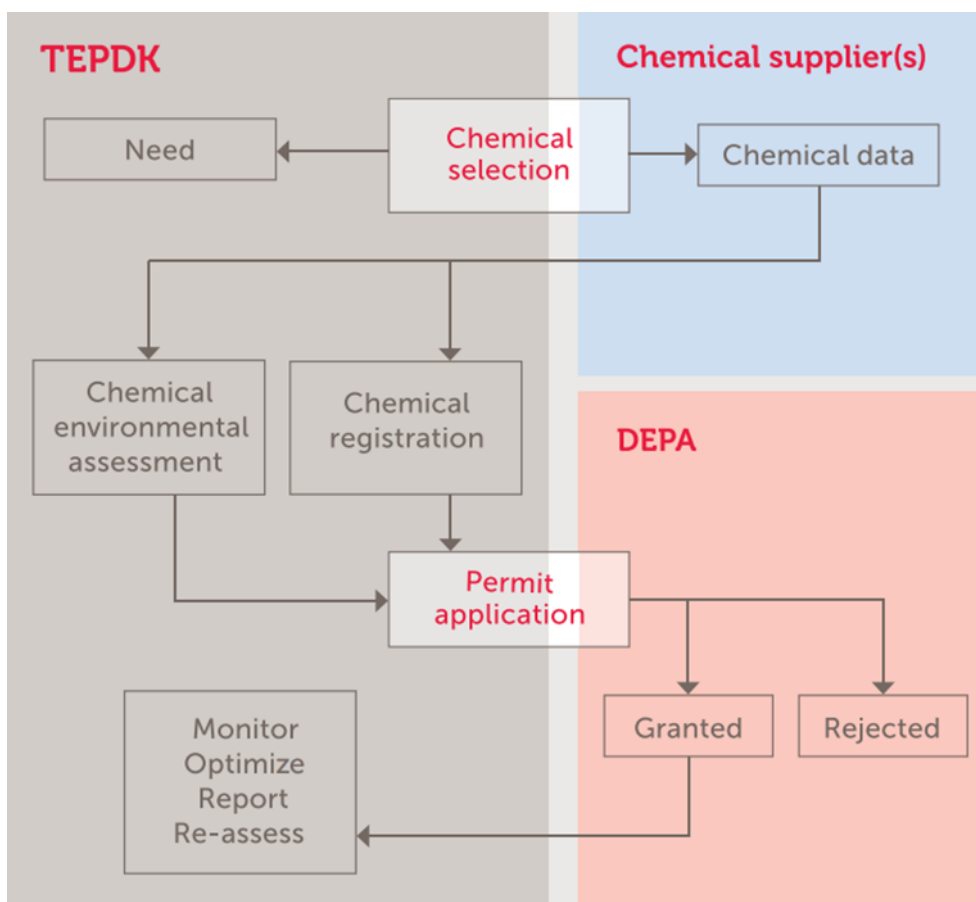 TEPDK
Chemical supplier(s)
Need
Chemical
selection
Chemical data
Chemical
environmental
assessment
Chemical
registration
DEPA
Permit
application
Granted
Rejected
Monitor
Optimize
Report
Re-assess